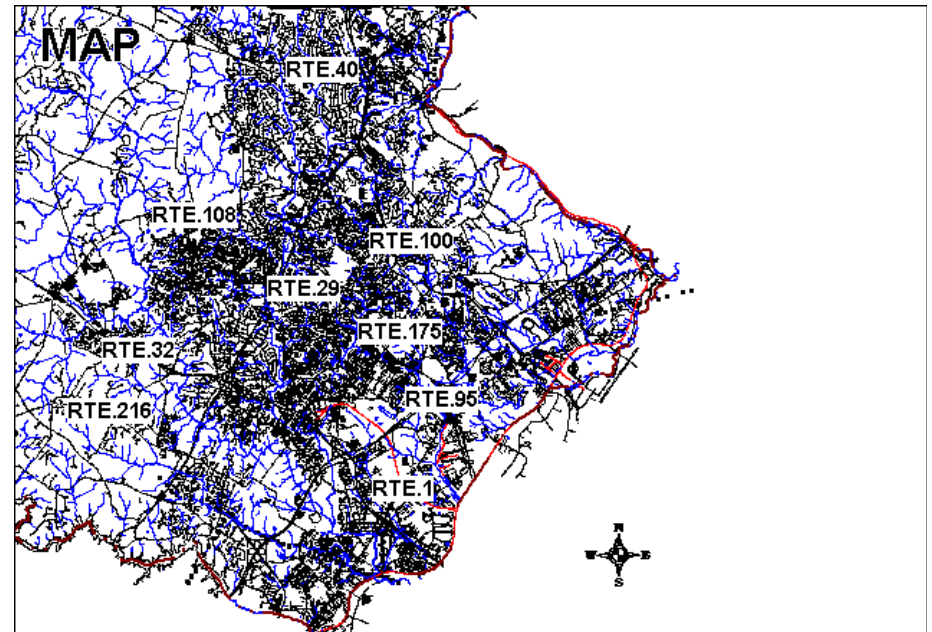 MAP
RTE.40
RTE.108
RTE.100
RTE.29
RTE.175
RTE.32
RTE.95
RTE.216
RTE.1
N
W E
S